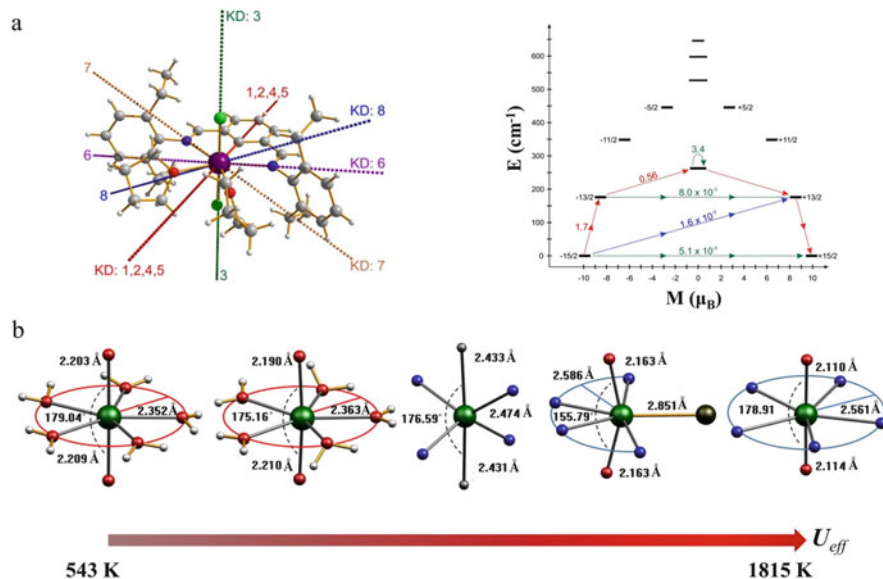 a
KD: 3
7
1,2,4,5
KD: 8
6
KD: 6
8
KD: 1,2,4,5
3
KD: 7
E (cm⁻¹)
600
500
400
300
200
100
0
-5/2
+5/2
-11/2
+11/2
3.4
0.56
-13/2
8.0 x 10⁻²
+13/2
1.7
-15/2
5.1 x 10⁻³
+15/2
-10 -8 -6 -4 -2 0 2 4 6 8 10
M (μB)
b
2.203 Å
179.04°
2.352 Å
2.209 Å
2.190 Å
175.16°
2.363 Å
2.210 Å
2.433 Å
176.59°
2.474 Å
2.431 Å
2.586 Å
2.163 Å
155.79°
2.851 Å
2.163 Å
2.110 Å
178.91
2.561 Å
2.114 Å
Ueff
543 K
1815 K